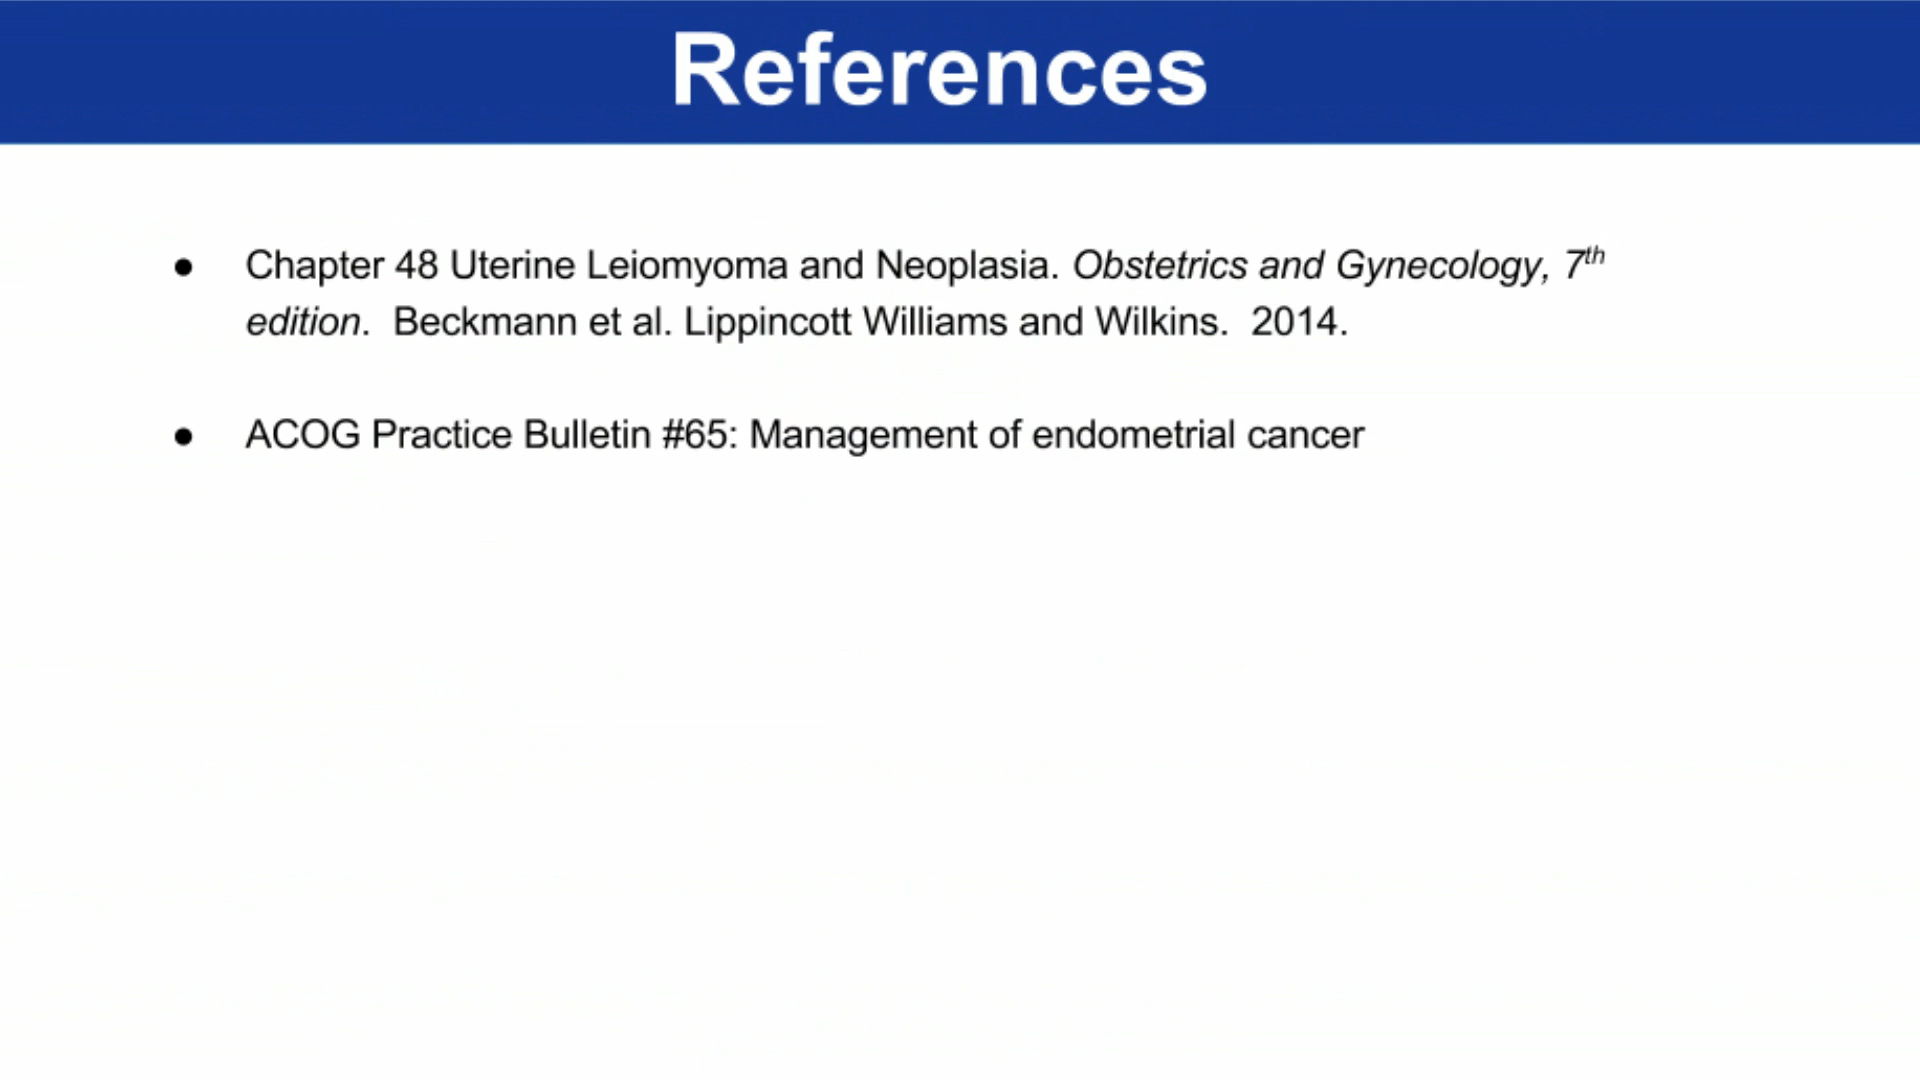 References
● Chapter 48 Uterine Leiomyoma and Neoplasia. Obstetrics and Gynecology, 7th
edition.  Beckmann et al. Lippincott Williams and Wilkins.  2014.
● ACOG Practice Bulletin #65: Management of endometrial cancer